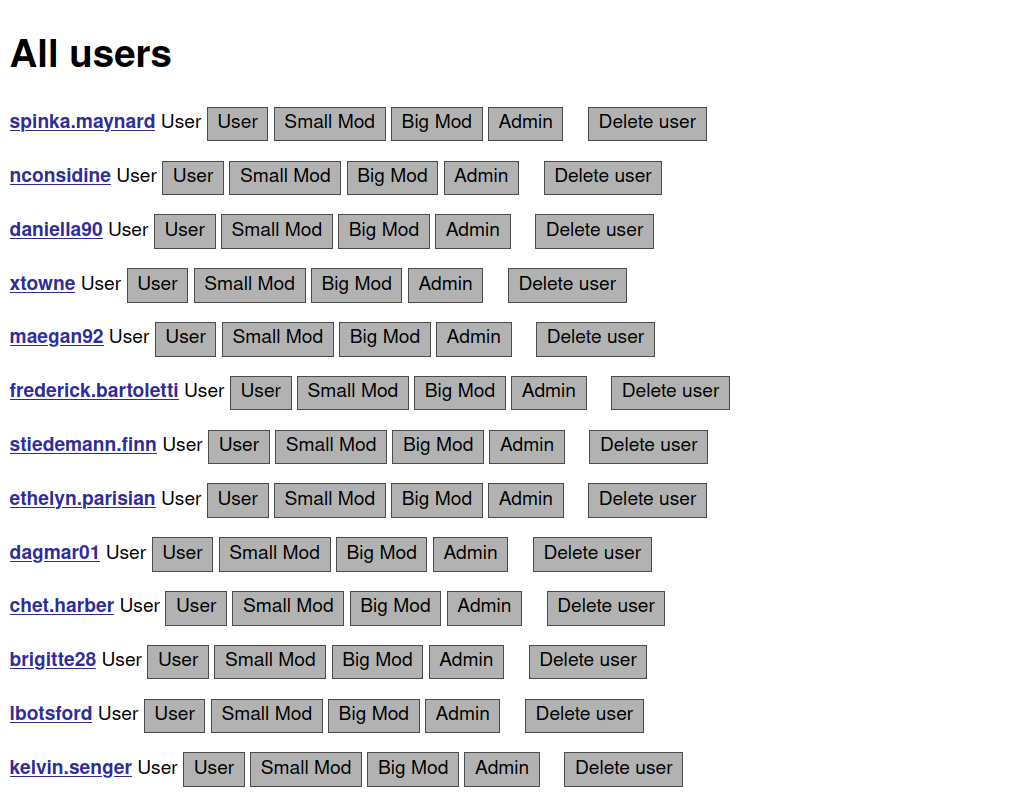 All users
spinka.maynard User User Small Mod Big Mod Admin Delete user
nconsidine User User Small Mod Big Mod Admin Delete user
daniella90 User User Small Mod Big Mod Admin Delete user
xtowne User User Small Mod Big Mod Admin Delete user
maegan92 User User Small Mod Big Mod Admin Delete user
frederick.bartoletti User User Small Mod Big Mod Admin Delete user
stiedemann.finn User User Small Mod Big Mod Admin Delete user
ethelyn.parisian User User Small Mod Big Mod Admin Delete user
dagmar01 User User Small Mod Big Mod Admin Delete user
chet.harber User User Small Mod Big Mod Admin Delete user
brigitte28 User User Small Mod Big Mod Admin Delete user
lbotsford User User Small Mod Big Mod Admin Delete user
kelvin.senger User User Small Mod Big Mod Admin Delete user